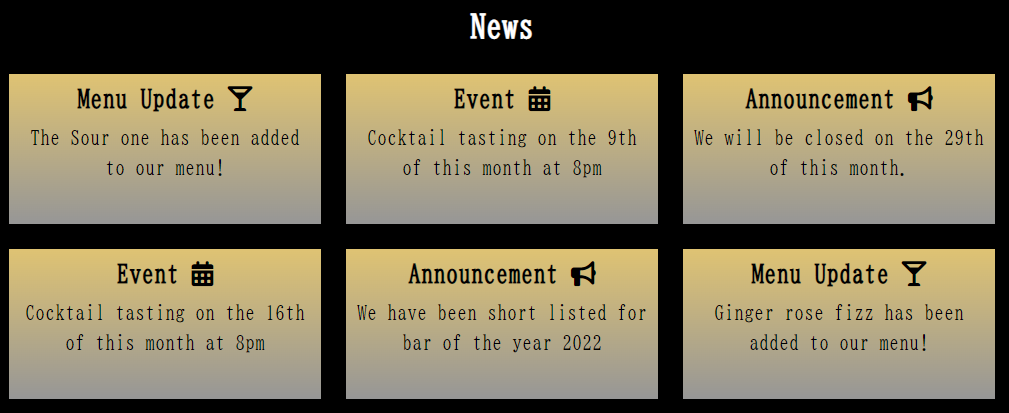 News
Menu Update
The Sour one has been added
to our menu!
Event
Cocktail tasting on the 9th
of this month at 8pm
Announcement
We will be closed on the 29th
of this month.
Event
Cocktail tasting on the 16th
of this month at 8pm
Announcement
We have been short listed for
bar of the year 2022
Menu Update
Ginger rose fizz has been
added to our menu!